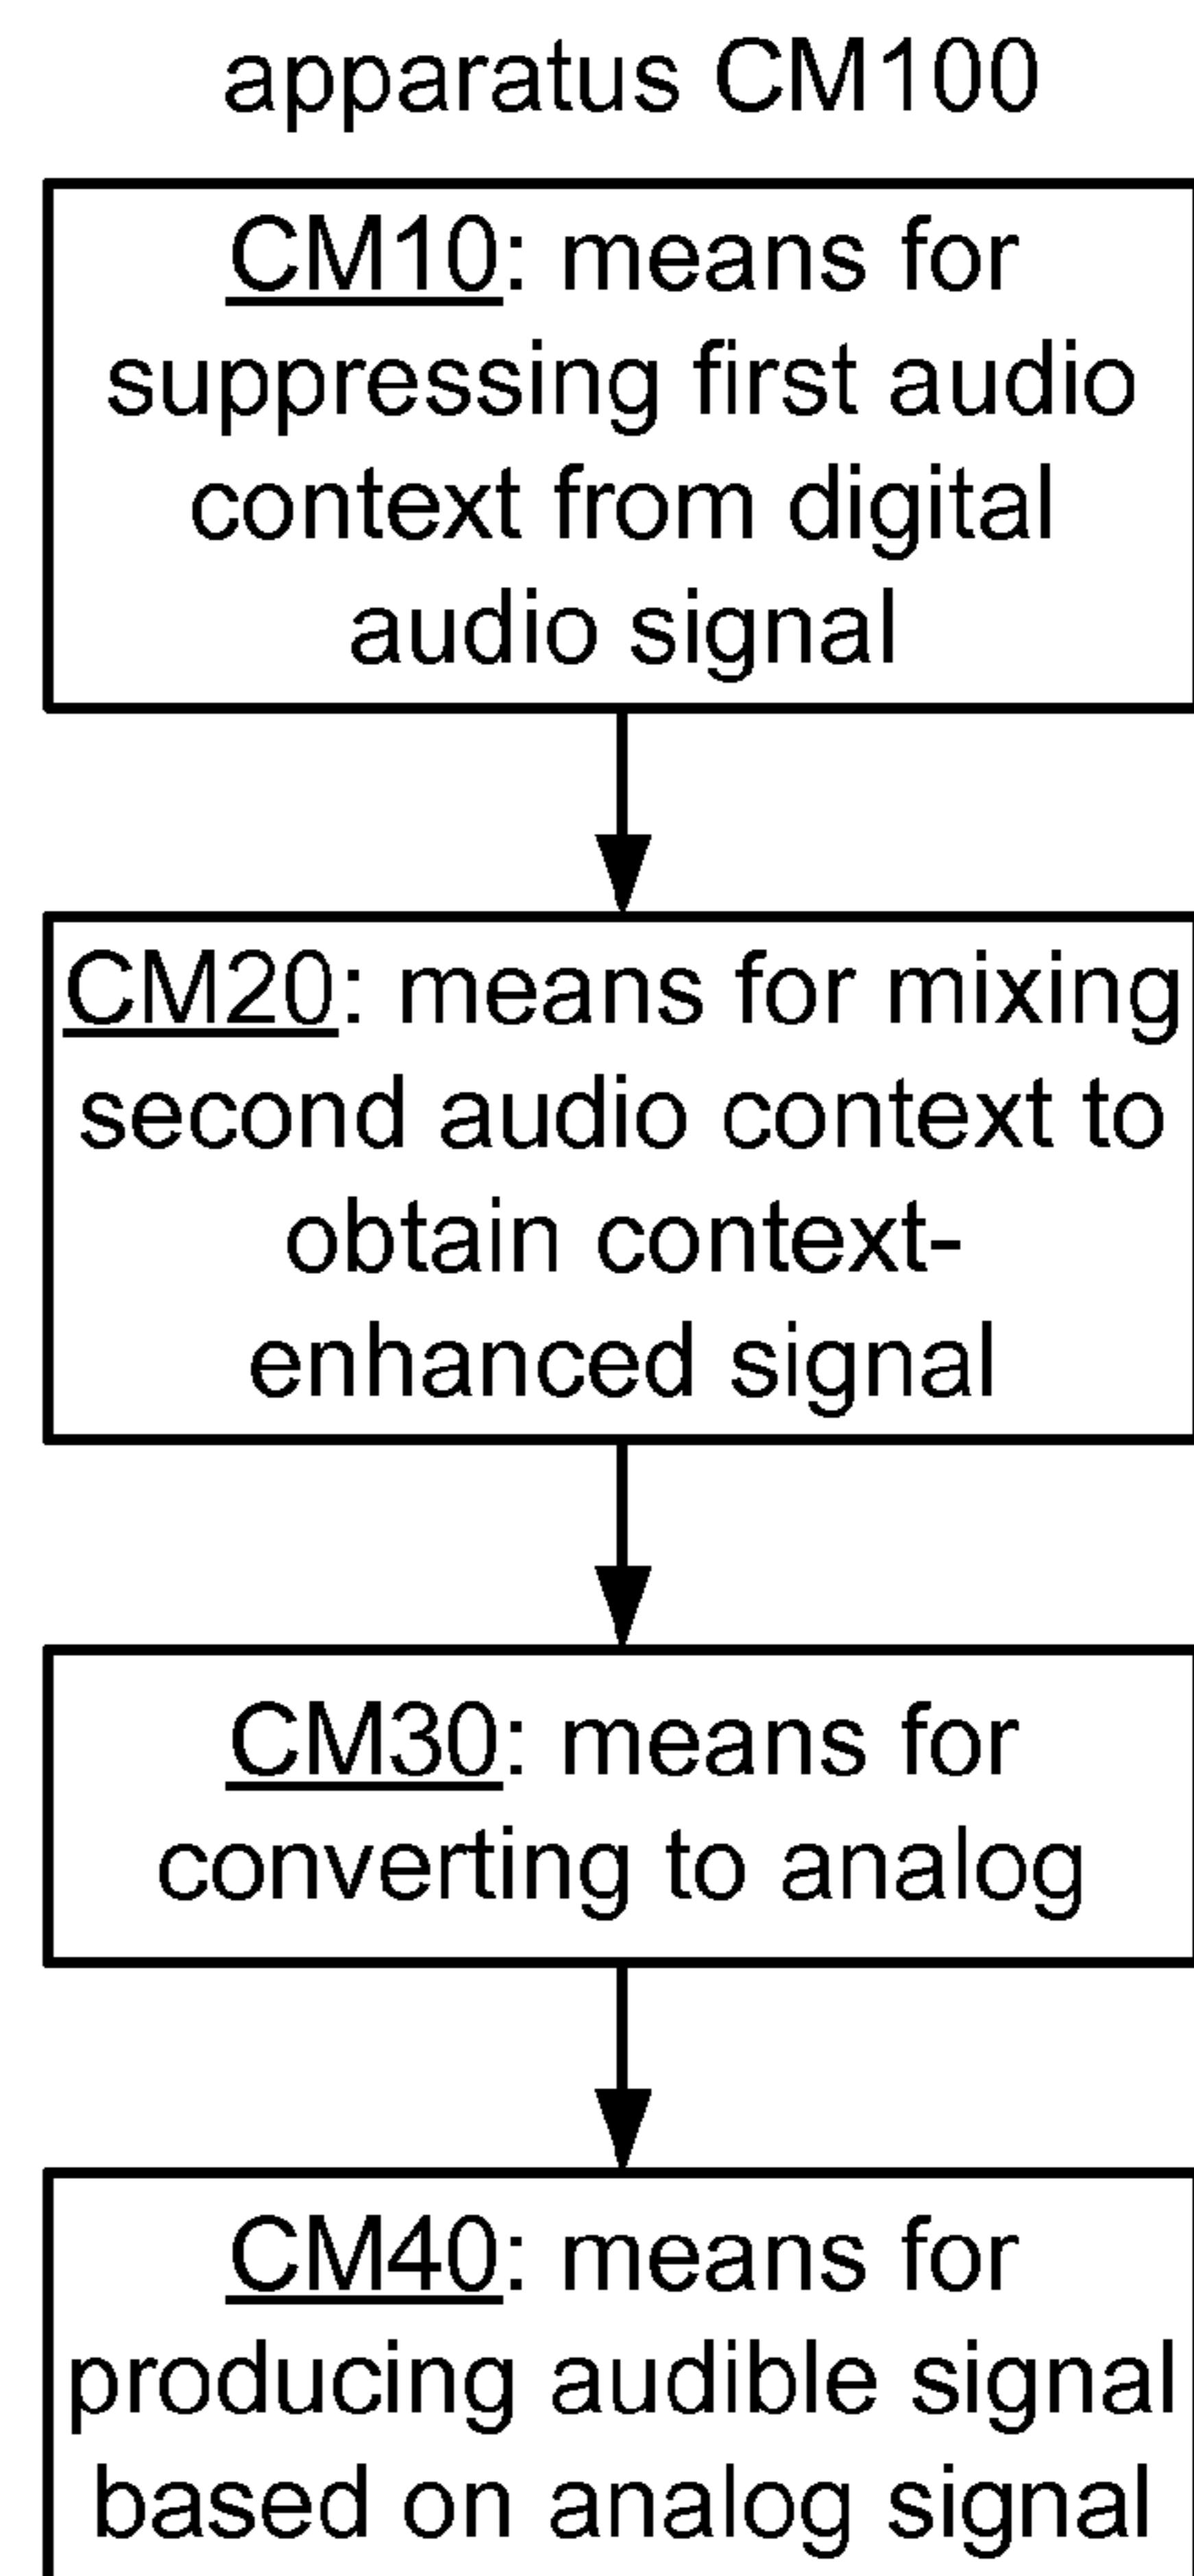 apparatus CM100
CM10: means for
suppressing first audio
context from digital
audio signal
CM20: means for mixing
second audio context to
obtain context-
enhanced signal
CM30: means for
converting to analog
CM40: means for
producing audible signal
based on analog signal